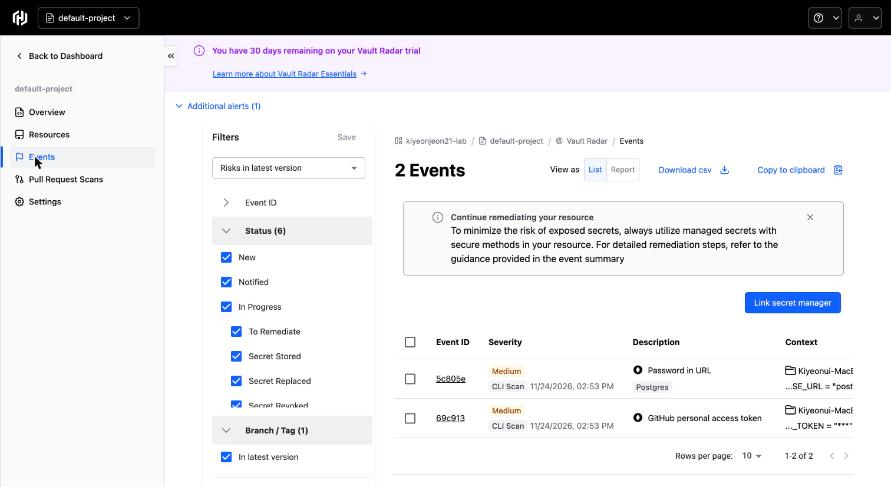 default-project
You have 30 days remaining on your Vault Radar trial
Learn more about Vault Radar Essentials
Back to Dashboard
default-project
Overview
Resources
Events
Pull Request Scans
Settings
Additional alerts (1)
Filters
Save
Risks in latest version
Event ID
Status (6)
New
Notified
In Progress
To Remediate
Secret Stored
Secret Replaced
Secret Revoked
Branch / Tag (1)
In latest version
kiyeonjeon21-lab / default-project / Vault Radar / Events
2 Events
View as List Report
Download csv
Copy to clipboard
Continue remediating your resource
To minimize the risk of exposed secrets, always utilize managed secrets with
secure methods in your resource. For detailed remediation steps, refer to the
guidance provided in the event summary
Link secret manager
Event ID Severity Description Context
5c805e Medium Password in URL Kiyeonui-MacB
CLI Scan 11/24/2026, 02:53 PM Postgres ...SE_URL = "post
69c913 Medium GitHub personal access token Kiyeonui-MacB
CLI Scan 11/24/2026, 02:53 PM ..._TOKEN = "***"
Rows per page: 10 1-2 of 2